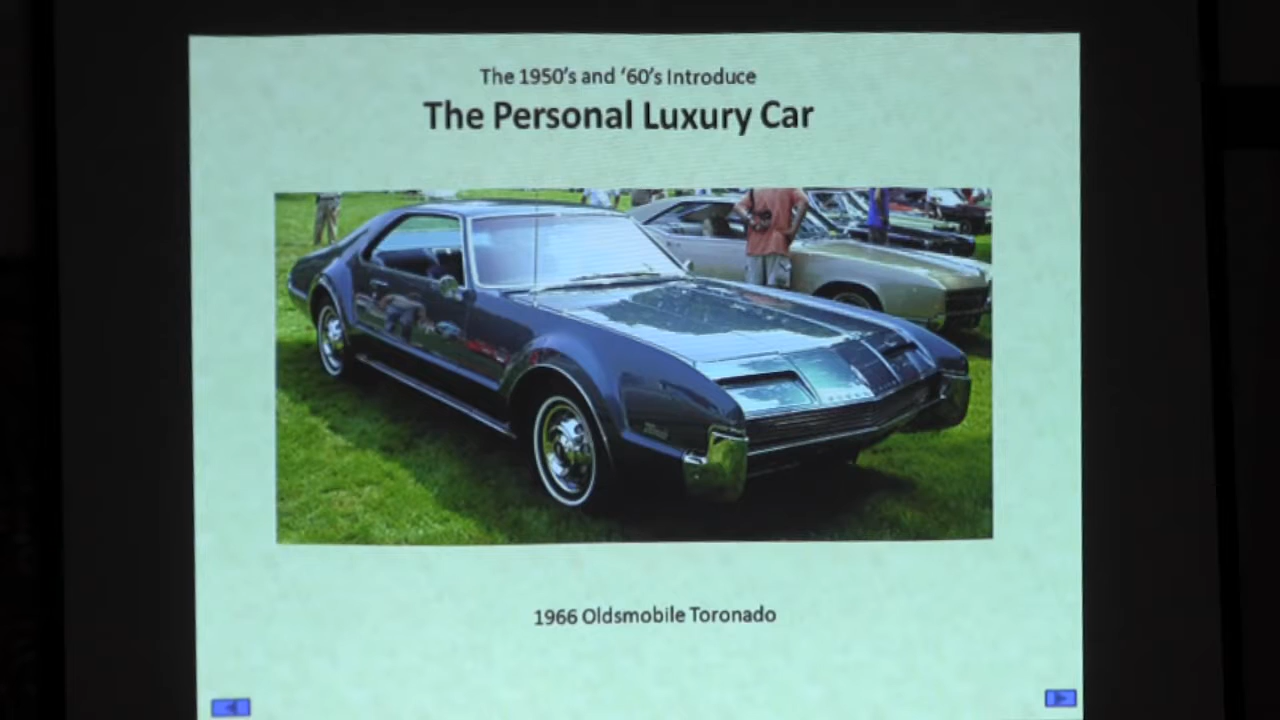 The 1950's and '60's Introduce
The Personal Luxury Car
1966 Oldsmobile Toronado